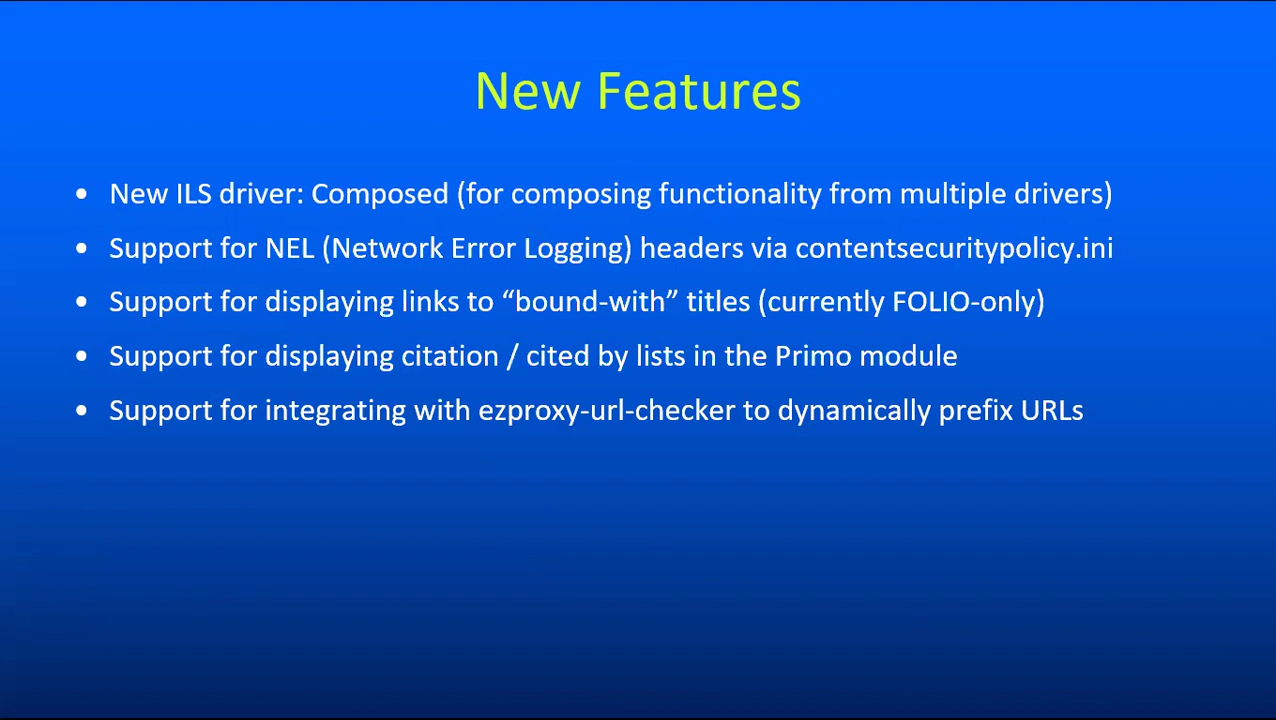 New Features
• New ILS driver: Composed (for composing functionality from multiple drivers)
• Support for NEL (Network Error Logging) headers via contentsecuritypolicy.ini
• Support for displaying links to “bound-with” titles (currently FOLIO-only)
• Support for displaying citation / cited by lists in the Primo module
• Support for integrating with ezproxy-url-checker to dynamically prefix URLs